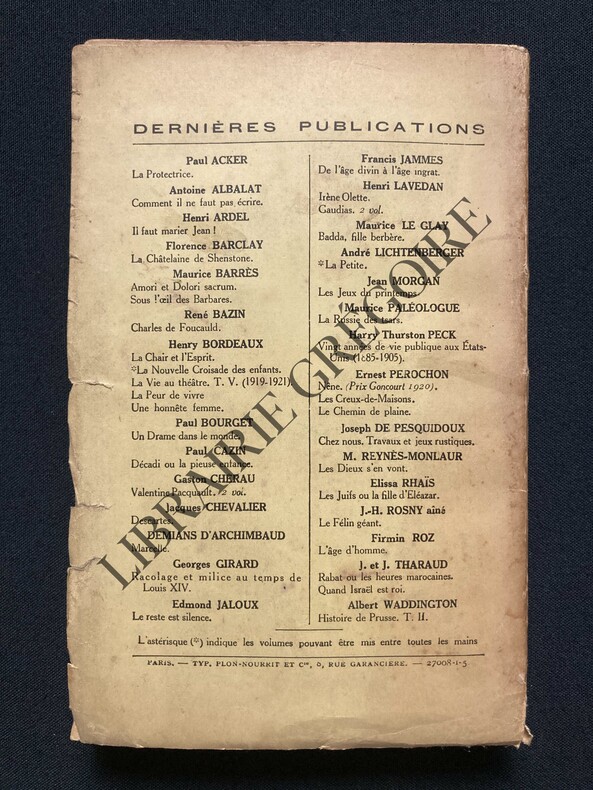 DERNIÈRES PUBLICATIONS
Paul ACKER
La Protectrice.
Antoine ALBALAT
Comment il ne faut pas écrire.
Henri ARDEL
Il faut marier Jean !
Florence BARCLAY
La Châtelaine de Shenstone.
Maurice BARRÈS
Amori et Dolori sacrum.
Sous l'œil des Barbares.
René BAZIN
Charles de Foucauld.
Henry BORDEAUX
La Chair et l'Esprit.
*La Nouvelle Croisade des enfants.
La Vie au théâtre. T. V. (1919-1921)
La Peur de vivre
Une honnête femme.
Paul BOURGET
Un Drame dans le monde.
Paul CAZIN
Décadi ou la pieuse enfance.
Gaston CHÉRAU
Valentine Pacquault. 2 vol.
Jacques CHEVALIER
Descartes.
DEMIANS D'ARCHIMBAUD
Marcelle.
Georges GIRARD
Racolage et milice au temps de
Louis XIV.
Edmond JALOUX
Le reste est silence.
Francis JAMMES
De l'âge divin à l'âge ingrat.
Henri LAVEDAN
Irène Olette.
Gaudias. 2 vol.
Maurice LE GLAY
Badda, fille berbère.
André LICHTENBERGER
*La Petite.
Jean MORGAN
Les Jeux du printemps.
Maurice PALÉOLOGUE
La Russie des tsars.
Harry Thurston PECK
Vingt années de vie publique aux États-
Unis (1885-1905).
Ernest PEROCHON
Nêne. (Prix Goncourt 1920).
Les Creux-de-Maisons.
Le Chemin de plaine.
Joseph DE PESQUIDOUX
Chez nous. Travaux et jeux rustiques.
M. REYNÈS-MONLAUR
Les Dieux s'en vont.
Elissa RHAÏS
Les Juifs ou la fille d'Eléazar.
J.-H. ROSNY aîné
Le Félin géant.
Firmin ROZ
L'âge d'homme.
J. et J. THARAUD
Rabat ou les heures marocaines.
Quand Israël est roi.
Albert WADDINGTON
Histoire de Prusse. T. II.
L'astérisque (*) indique les volumes pouvant être mis entre toutes les mains
PARIS. — TYP. PLON-NOURRIT ET Cie, 8, RUE GARANCIÈRE. — 27008-1-5
LIBRAIRIE GRÉGOIRE